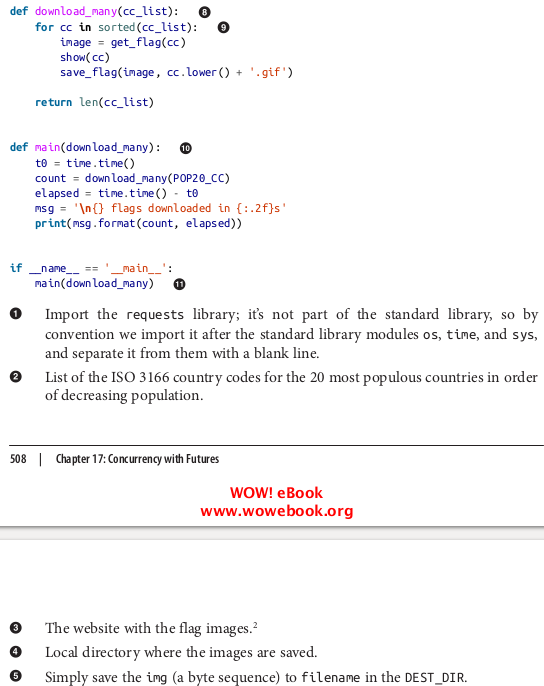 def download_many(cc_list): ❽
    for cc in sorted(cc_list): ❾
        image = get_flag(cc)
        show(cc)
        save_flag(image, cc.lower() + '.gif')
    return len(cc_list)
def main(download_many): ❿
    t0 = time.time()
    count = download_many(POP20_CC)
    elapsed = time.time() - t0
    msg = '\n{} flags downloaded in {:.2f}s'
    print(msg.format(count, elapsed))
if __name__ == '__main__':
    main(download_many) ⓫
❶ Import the requests library; it’s not part of the standard library, so by
convention we import it after the standard library modules os, time, and sys,
and separate it from them with a blank line.
❷ List of the ISO 3166 country codes for the 20 most populous countries in order
of decreasing population.
508 | Chapter 17: Concurrency with Futures
WOW! eBook
www.wowebook.org
❸ The website with the flag images.²
❹ Local directory where the images are saved.
❺ Simply save the img (a byte sequence) to filename in the DEST_DIR.